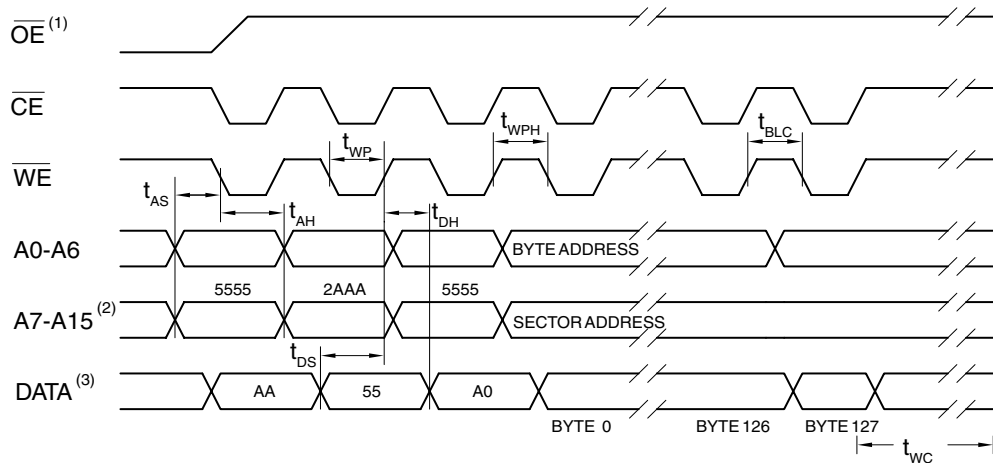 OE (1)
CE
tWP
tWPH
tBLC
WE
tAS
tAH
tDH
A0-A6
BYTE ADDRESS
5555
2AAA
5555
A7-A15 (2)
SECTOR ADDRESS
tDS
DATA (3)
AA
55
A0
BYTE 0
BYTE 126
BYTE 127
tWC